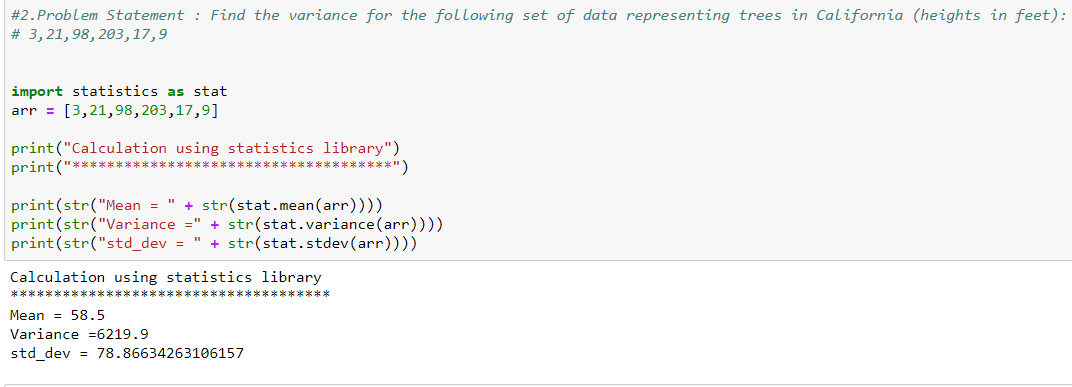 #2.Problem Statement : Find the variance for the following set of data representing trees in California (heights in feet):
# 3,21,98,203,17,9
import statistics as stat
arr = [3,21,98,203,17,9]
print("Calculation using statistics library")
print("*************************************")
print(str("Mean = " + str(stat.mean(arr))))
print(str("Variance =" + str(stat.variance(arr))))
print(str("std_dev = " + str(stat.stdev(arr))))
Calculation using statistics library
*************************************
Mean = 58.5
Variance =6219.9
std_dev = 78.86634263106157